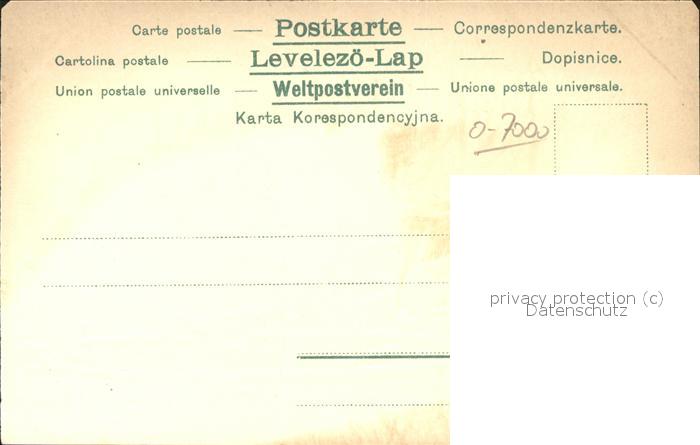 Carte postale — Postkarte — Correspondenzkarte.
Cartolina postale — Levelező-Lap — Dopisnice.
Union postale universelle — Weltpostverein — Unione postale universale.
Karta Korespondencyjna.
0-7000
privacy protection (c)
Datenschutz